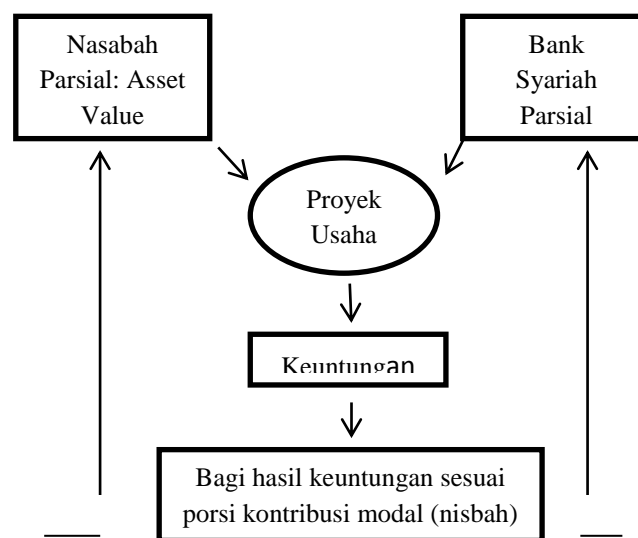 Nasabah
Parsial: Asset
Value
Bank
Syariah
Parsial
Proyek
Usaha
Keuntungan
Bagi hasil keuntungan sesuai
porsi kontribusi modal (nisbah)